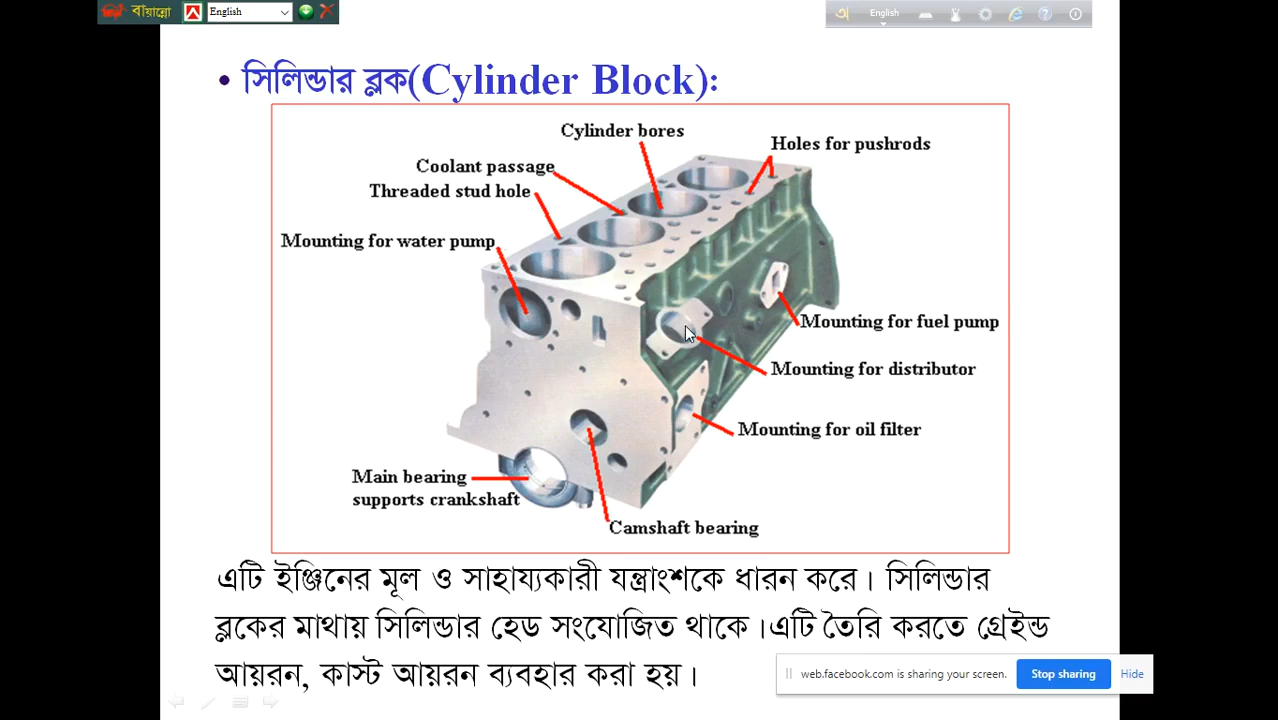 বায়ান্নো
English
অ
English
• সিলিন্ডার ব্লক(Cylinder Block):
Cylinder bores
Holes for pushrods
Coolant passage
Threaded stud hole
Mounting for water pump
Mounting for fuel pump
Mounting for distributor
Mounting for oil filter
Main bearing
supports crankshaft
Camshaft bearing
এটি ইঞ্জিনের মূল ও সাহায্যকারী যন্ত্রাংশকে ধারন করে। সিলিন্ডার
ব্লকের মাথায় সিলিন্ডার হেড সংযোজিত থাকে।এটি তৈরি করতে গ্রেইন্ড
আয়রন, কাস্ট আয়রন ব্যবহার করা হয়।
web.facebook.com is sharing your screen.
Stop sharing
Hide